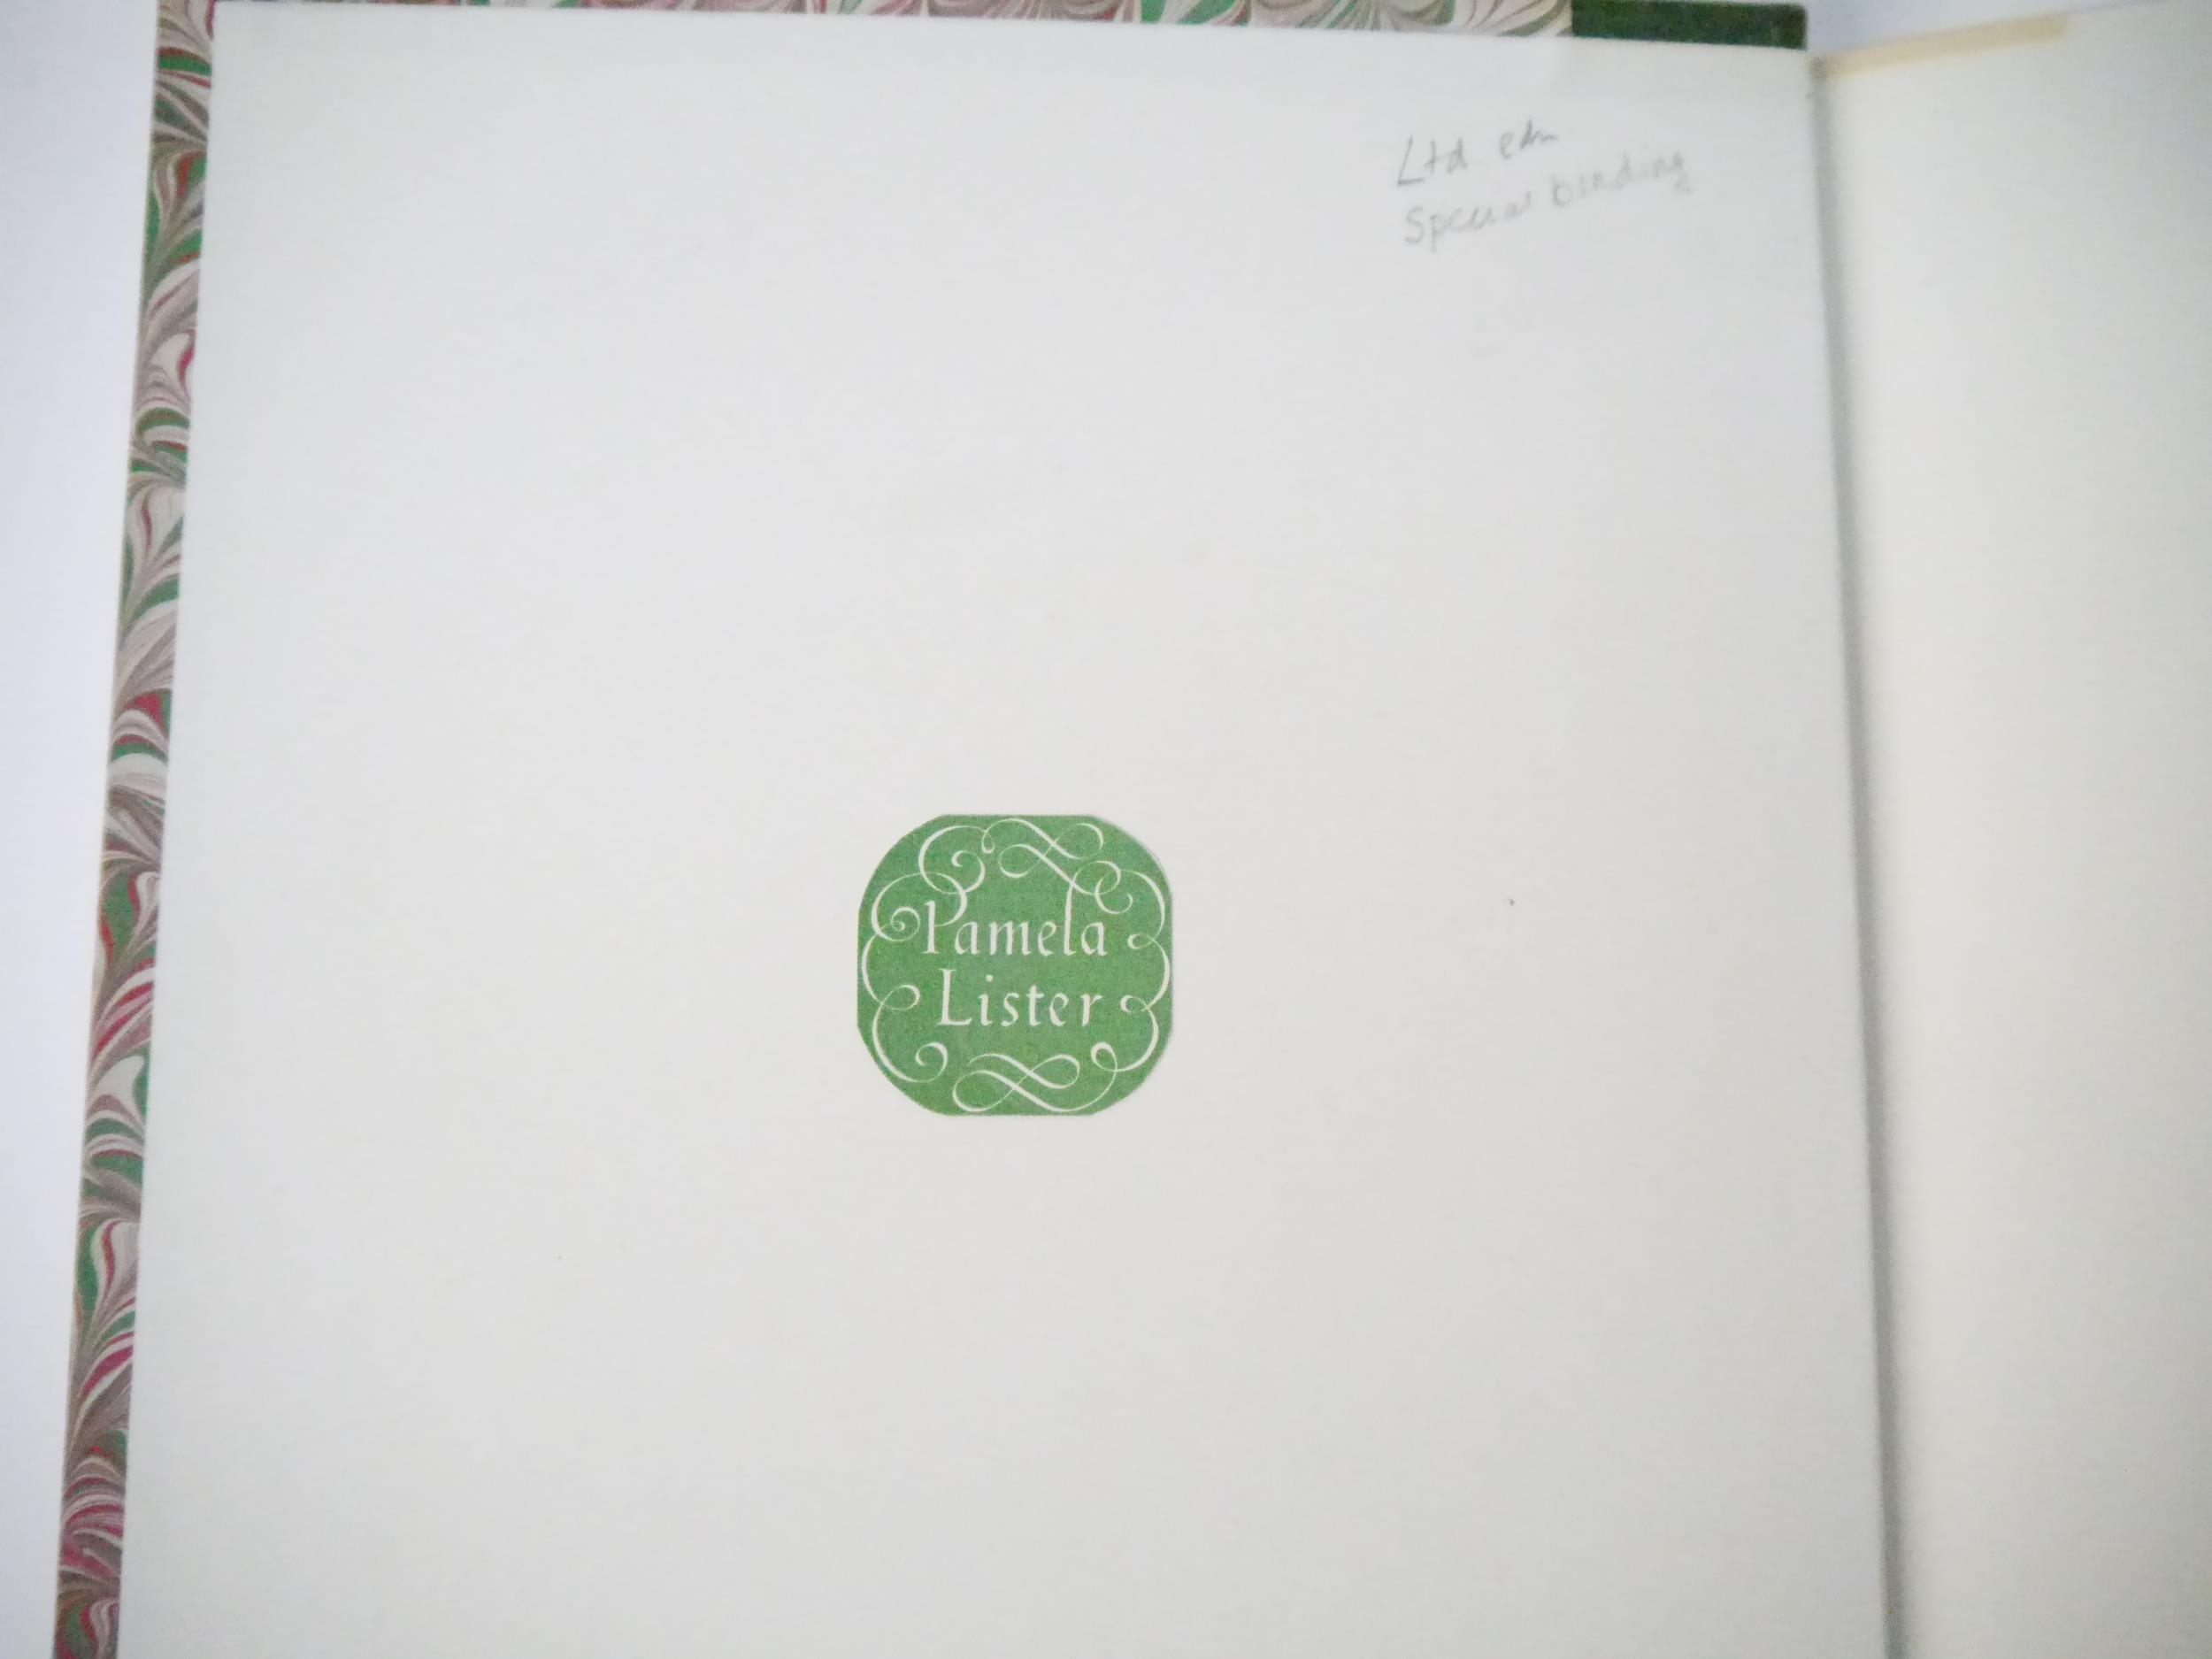 Ltd edn
Special binding
Pamela
Lister